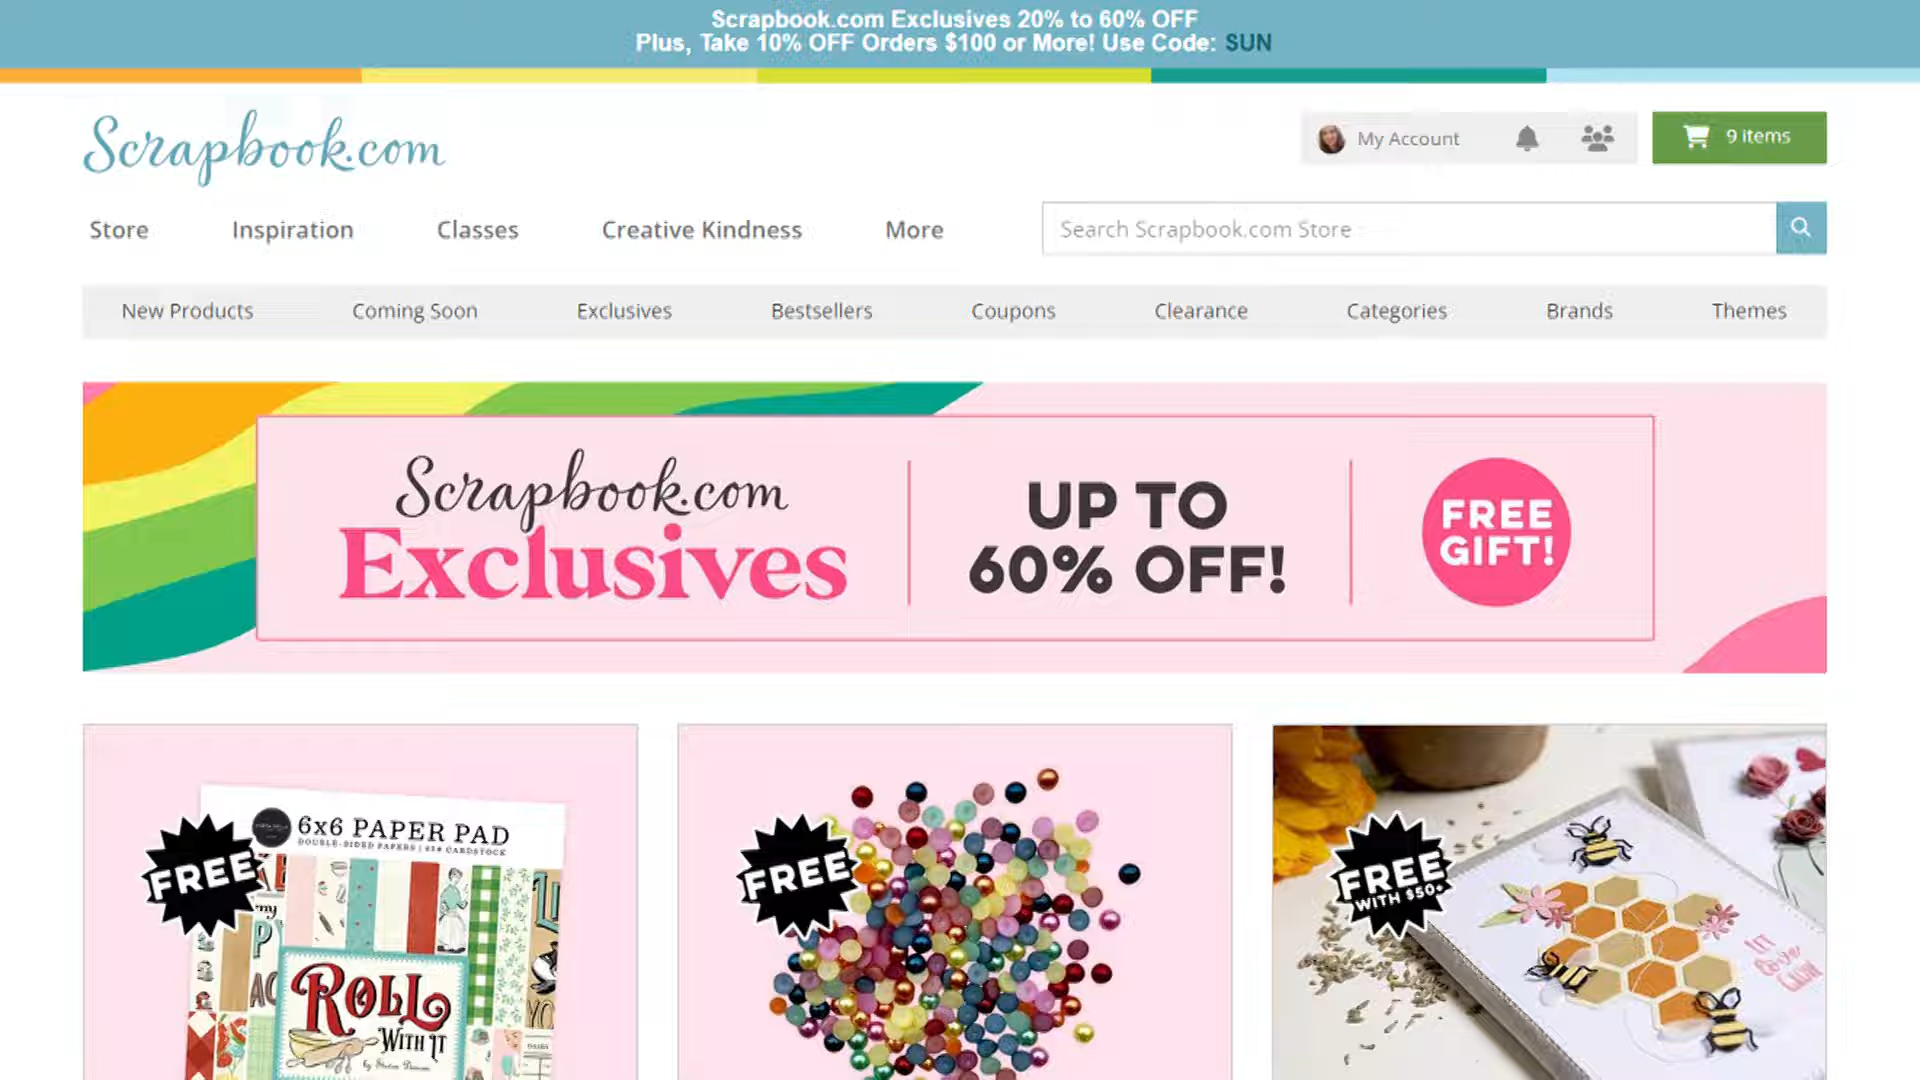 Scrapbook.com Exclusives 20% to 60% OFF
Plus, Take 10% OFF Orders $100 or More! Use Code: SUN
Scrapbook.com
My Account
9 items
Store
Inspiration
Classes
Creative Kindness
More
Search Scrapbook.com Store
New Products
Coming Soon
Exclusives
Bestsellers
Coupons
Clearance
Categories
Brands
Themes
Scrapbook.com
Exclusives
UP TO
60% OFF!
FREE
GIFT!
FREE
6x6 PAPER PAD
DOUBLE-SIDED PAPERS | 65# CARDSTOCK
ROLL
WITH IT
FREE
FREE
WITH $50+